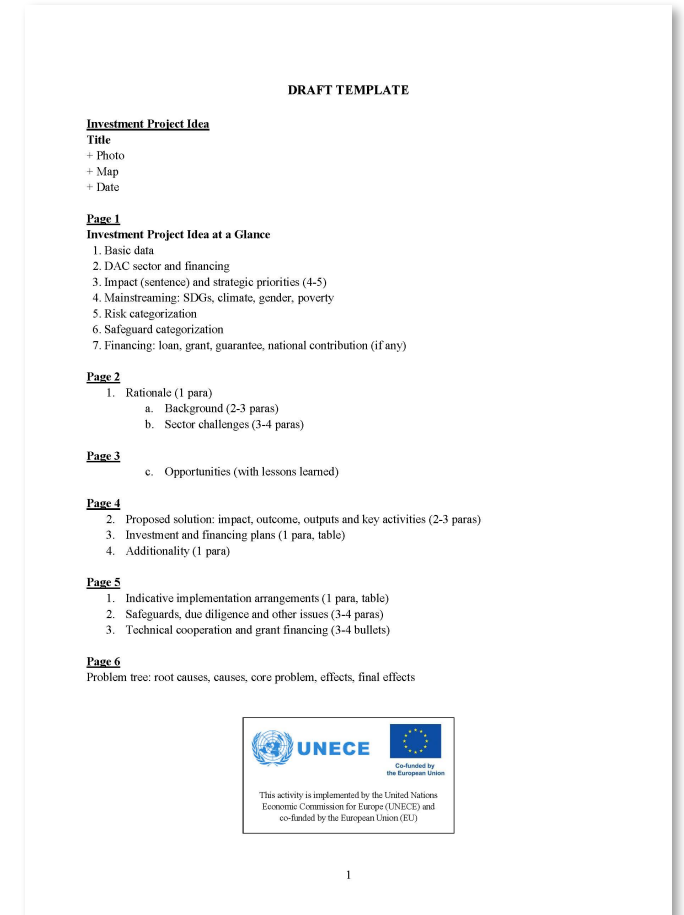 DRAFT TEMPLATE
Investment Project Idea
Title
+ Photo
+ Map
+ Date
Page 1
Investment Project Idea at a Glance
1. Basic data
2. DAC sector and financing
3. Impact (sentence) and strategic priorities (4-5)
4. Mainstreaming: SDGs, climate, gender, poverty
5. Risk categorization
6. Safeguard categorization
7. Financing: loan, grant, guarantee, national contribution (if any)
Page 2
1. Rationale (1 para)
a. Background (2-3 paras)
b. Sector challenges (3-4 paras)
Page 3
c. Opportunities (with lessons learned)
Page 4
2. Proposed solution: impact, outcome, outputs and key activities (2-3 paras)
3. Investment and financing plans (1 para, table)
4. Additionality (1 para)
Page 5
1. Indicative implementation arrangements (1 para, table)
2. Safeguards, due diligence and other issues (3-4 paras)
3. Technical cooperation and grant financing (3-4 bullets)
Page 6
Problem tree: root causes, causes, core problem, effects, final effects
UNECE
Co-funded by
the European Union
This activity is implemented by the United Nations
Economic Commission for Europe (UNECE) and
co-funded by the European Union (EU)
1